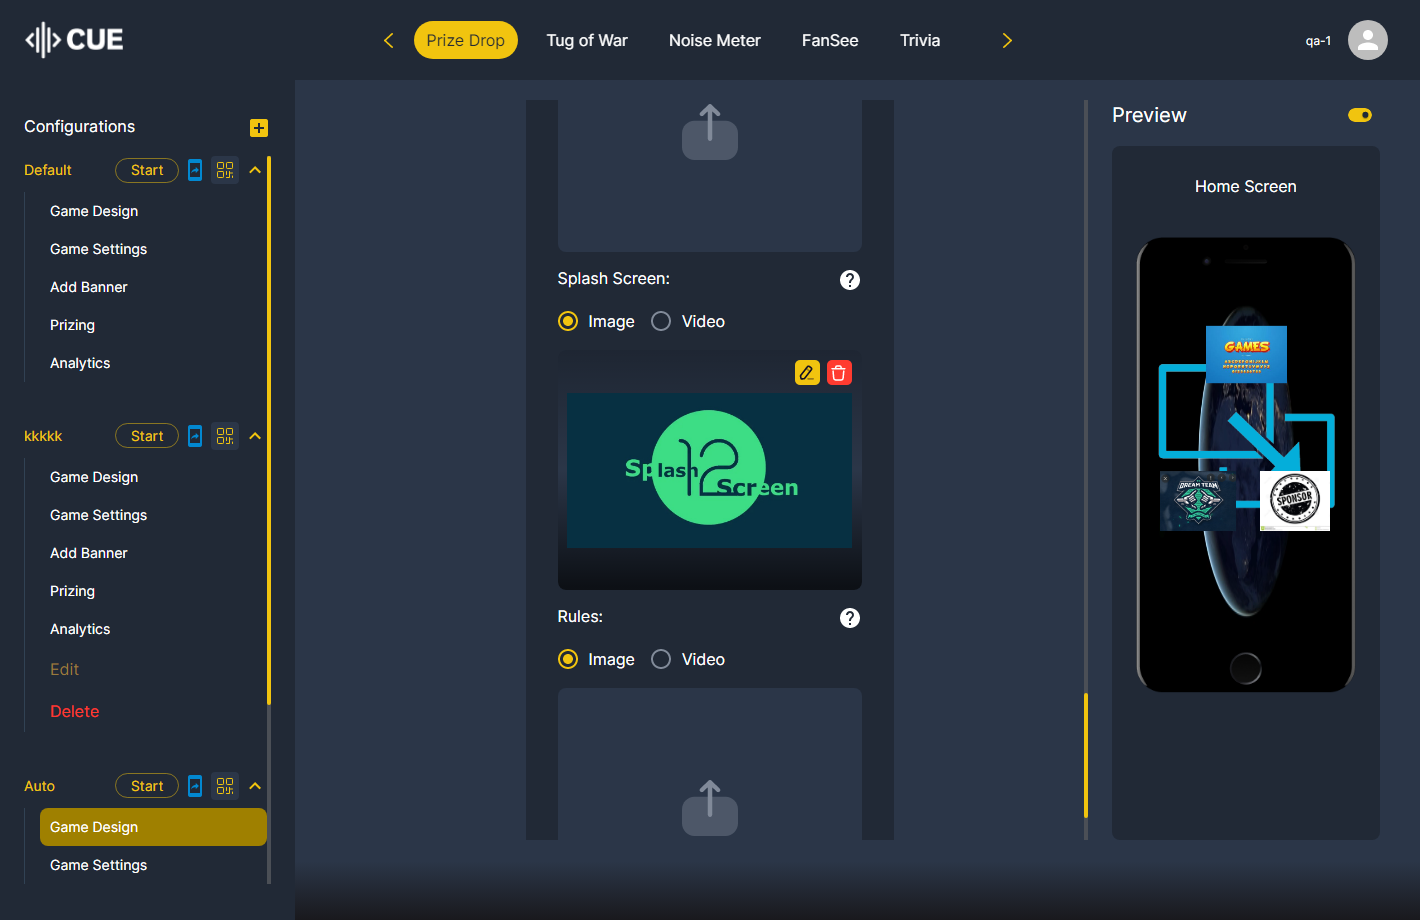 CUE
Prize Drop
Tug of War
Noise Meter
FanSee
Trivia
qa-1
Configurations
Default
Start
Game Design
Game Settings
Add Banner
Prizing
Analytics
kkkkk
Start
Game Design
Game Settings
Add Banner
Prizing
Analytics
Edit
Delete
Auto
Start
Game Design
Game Settings
Splash Screen:
?
Image
Video
Splash 12 Screen
Rules:
?
Image
Video
Preview
Home Screen
GAMES
DREAM TEAM
SPONSOR